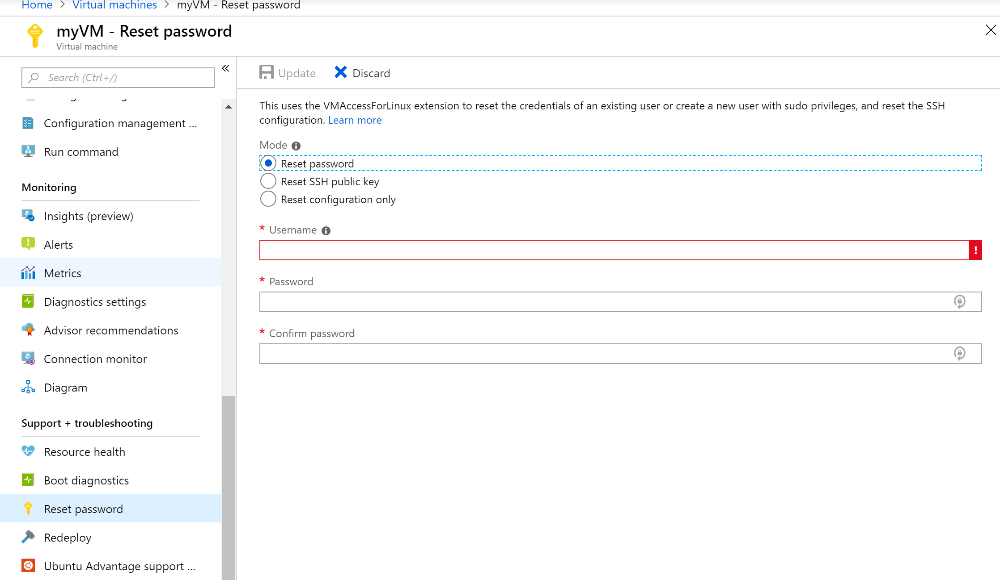 Home > Virtual machines > myVM - Reset password
myVM - Reset password
Virtual machine
Search (Ctrl+/)
«
Configuration management ...
Run command
Monitoring
Insights (preview)
Alerts
Metrics
Diagnostics settings
Advisor recommendations
Connection monitor
Diagram
Support + troubleshooting
Resource health
Boot diagnostics
Reset password
Redeploy
Ubuntu Advantage support ...
Update
Discard
This uses the VMAccessForLinux extension to reset the credentials of an existing user or create a new user with sudo privileges, and reset the SSH
configuration. Learn more
Mode
Reset password
Reset SSH public key
Reset configuration only
* Username
!
* Password
* Confirm password